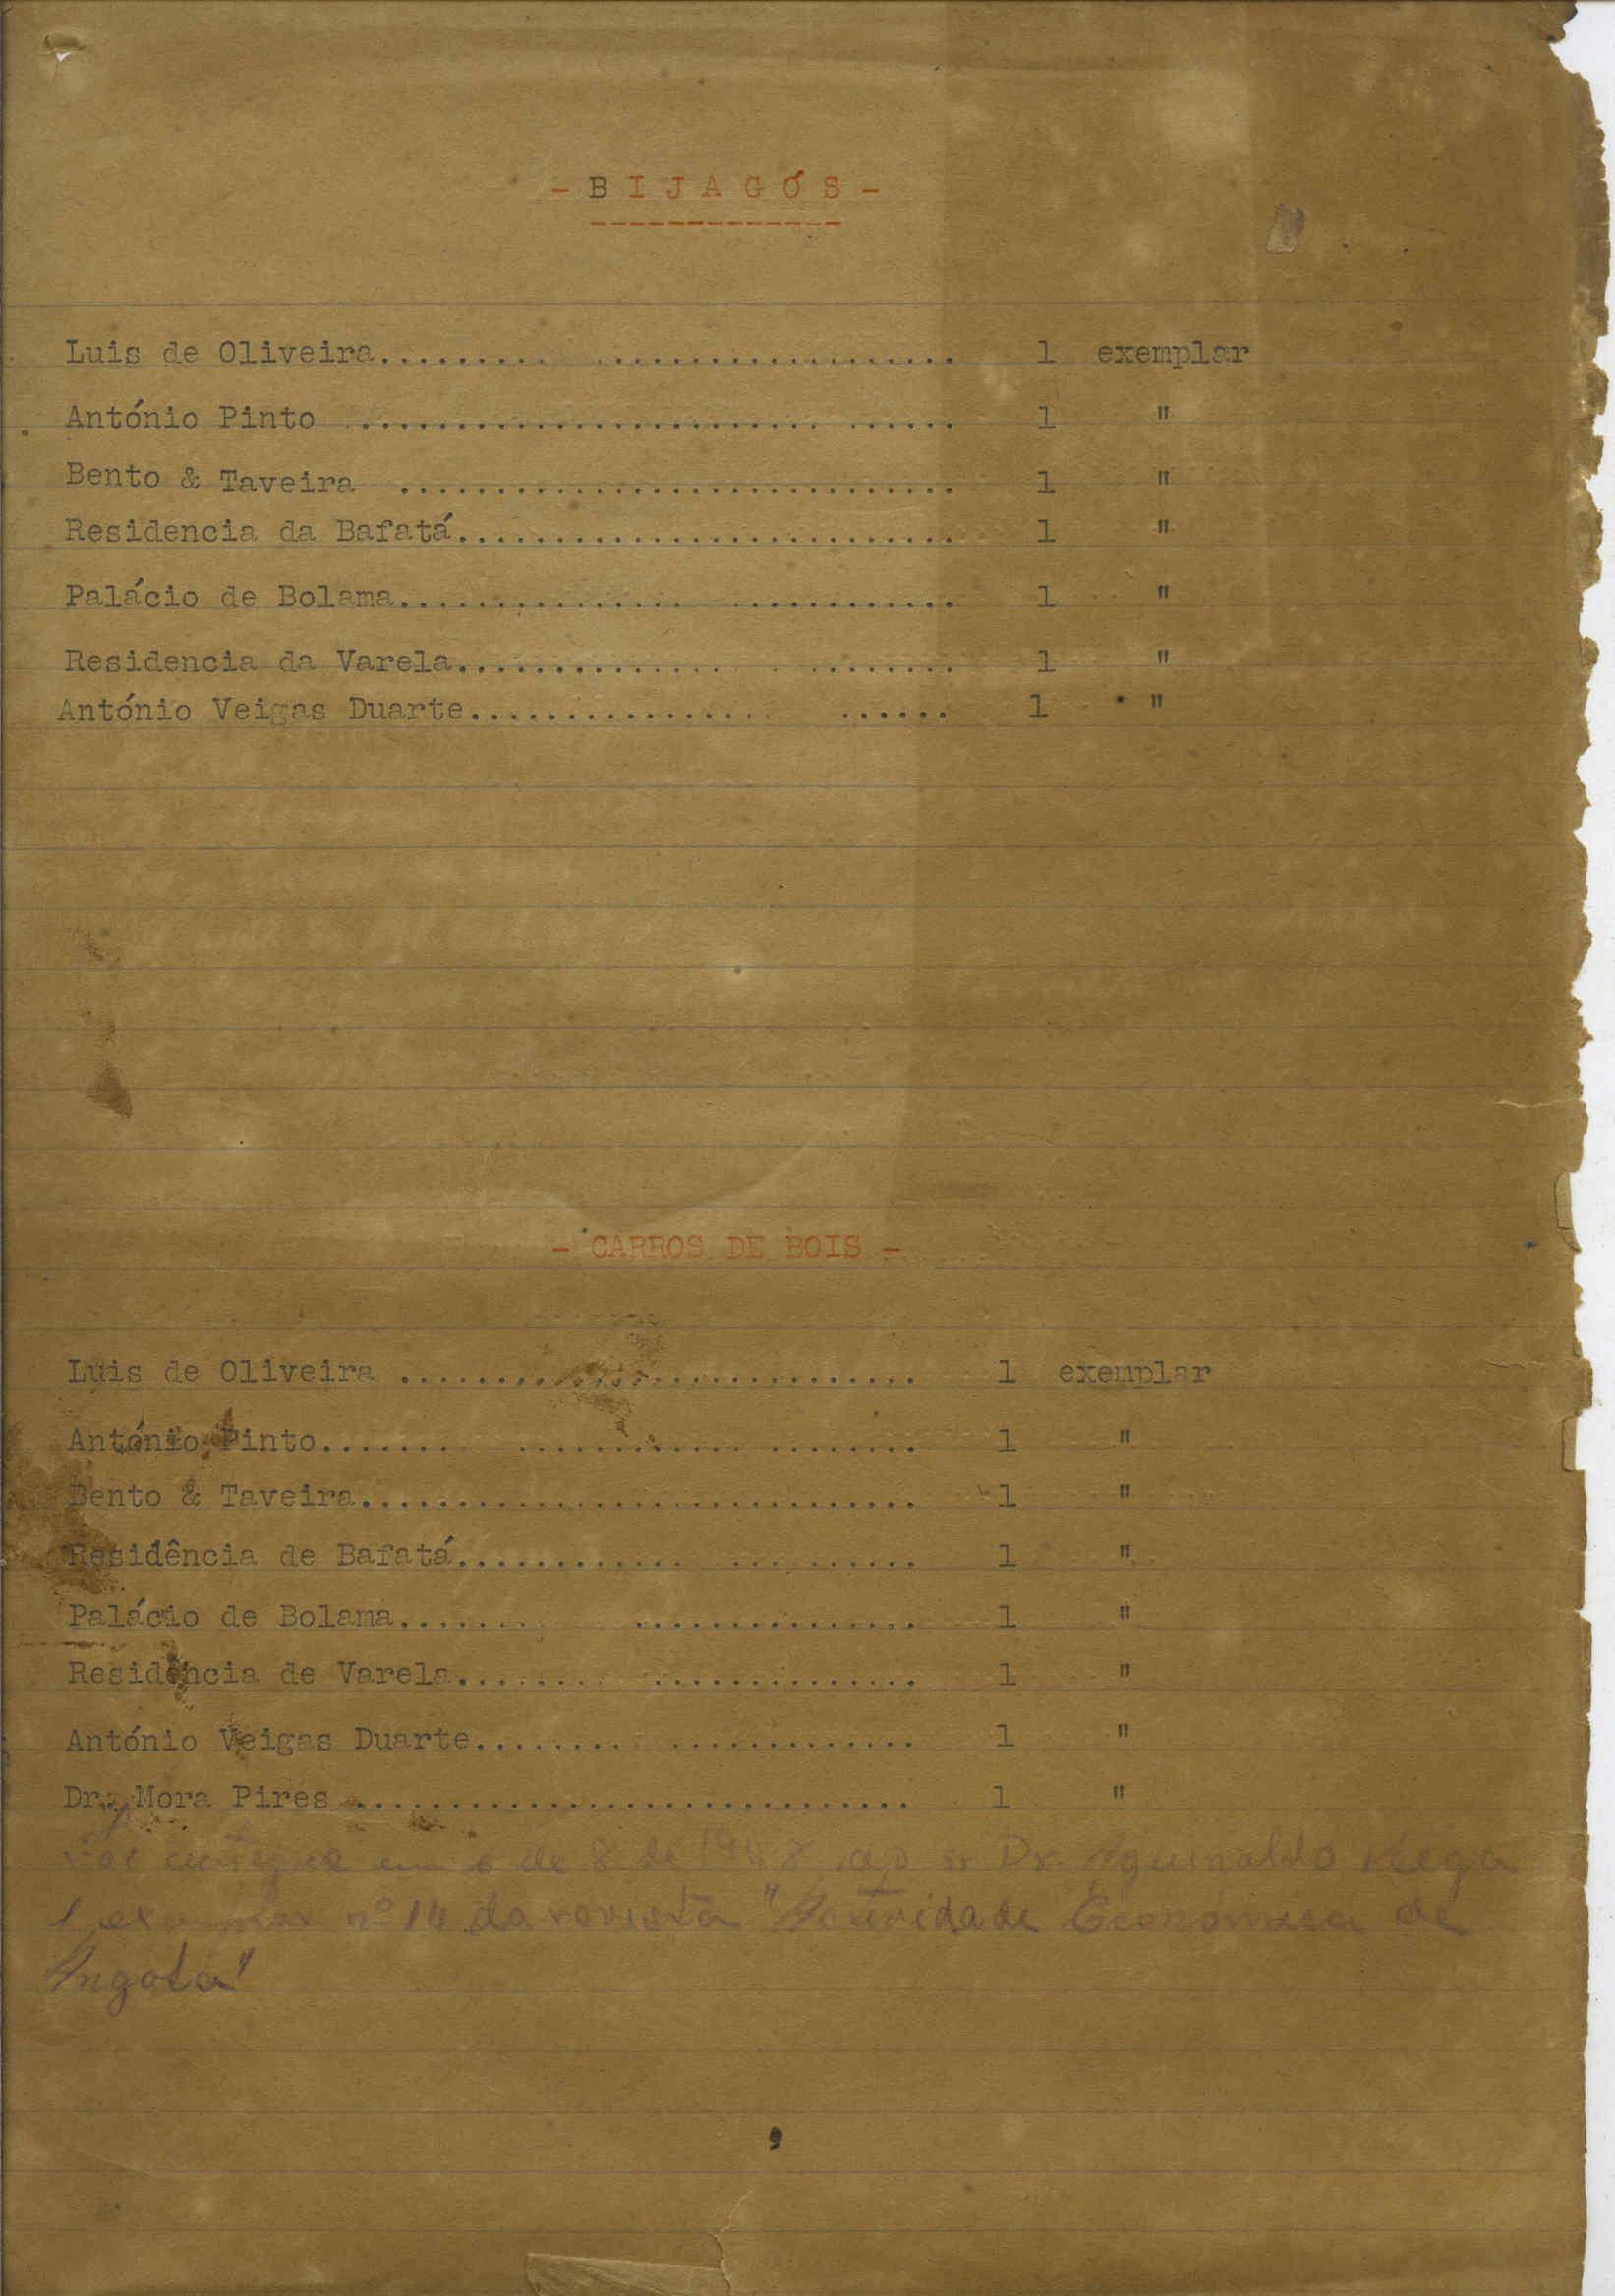 - B I J A G Ó S -
-------------
Luis de Oliveira......... ................... 1 exemplar
António Pinto ........................ ...... 1 "
Bento & Taveira ............................. 1 "
Residencia da Bafatá.......................... 1 "
Palácio de Bolama............... ............ 1 "
Residencia da Varela.............. ........ 1 "
António Veigas Duarte................ ...... 1 "
- CARROS DE BOIS -
Luis de Oliveira ........................... 1 exemplar
António Pinto........ ............ ........ 1 "
Bento & Taveira............................. 1 "
Residência de Bafatá............ .......... 1 "
Palácio de Bolama........ ............... 1 "
Residência de Varela......... .............. 1 "
António Veigas Duarte........ ............. 1 "
Dr. Mora Pires ............................. 1 "
Foi entregue em 6 de 8 de ao sr Dr. Aguinaldo Veiga
1 exemplar nº 14 da revista "Actividade Económica de
Angola"